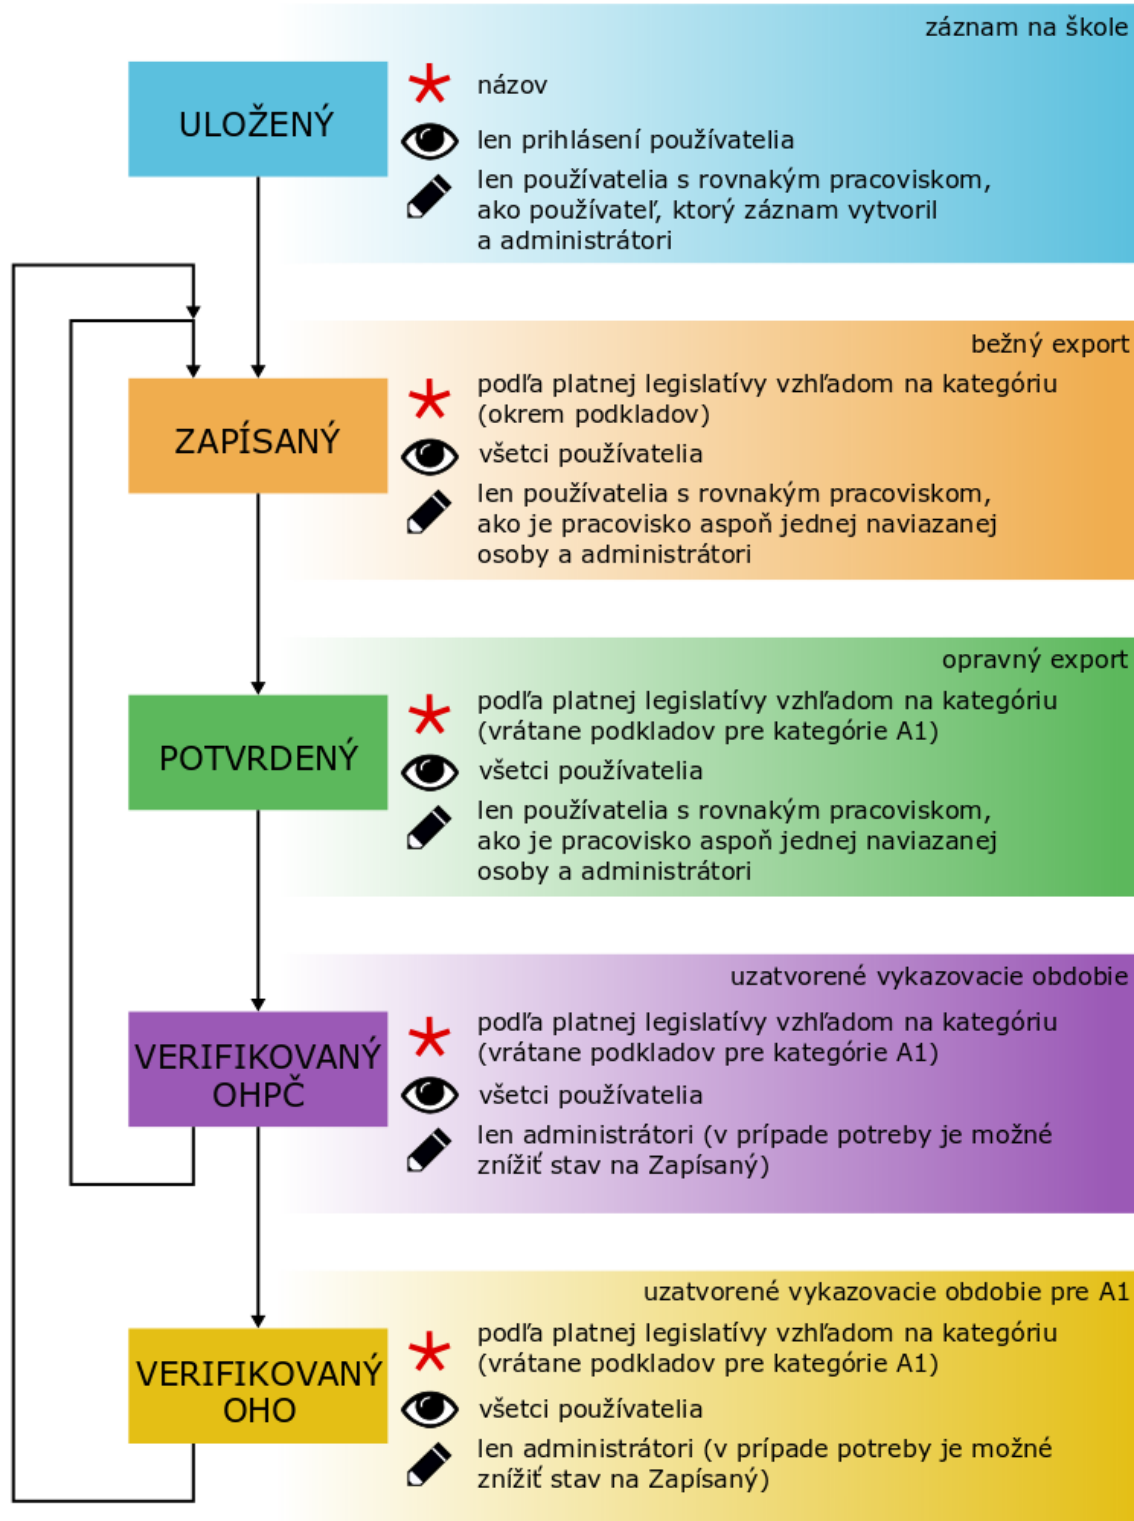 záznam na škole
ULOŽENÝ
názov
len prihlásení používatelia
len používatelia s rovnakým pracoviskom,
ako používateľ, ktorý záznam vytvoril
a administrátori
bežný export
ZAPÍSANÝ
podľa platnej legislatívy vzhľadom na kategóriu
(okrem podkladov)
všetci používatelia
len používatelia s rovnakým pracoviskom,
ako je pracovisko aspoň jednej naviazanej
osoby a administrátori
opravný export
POTVRDENÝ
podľa platnej legislatívy vzhľadom na kategóriu
(vrátane podkladov pre kategórie A1)
všetci používatelia
len používatelia s rovnakým pracoviskom,
ako je pracovisko aspoň jednej naviazanej
osoby a administrátori
uzatvorené vykazovacie obdobie
VERIFIKOVANÝ
OHPČ
podľa platnej legislatívy vzhľadom na kategóriu
(vrátane podkladov pre kategórie A1)
všetci používatelia
len administrátori (v prípade potreby je možné
znížiť stav na Zapísaný)
uzatvorené vykazovacie obdobie pre A1
VERIFIKOVANÝ
OHO
podľa platnej legislatívy vzhľadom na kategóriu
(vrátane podkladov pre kategórie A1)
všetci používatelia
len administrátori (v prípade potreby je možné
znížiť stav na Zapísaný)